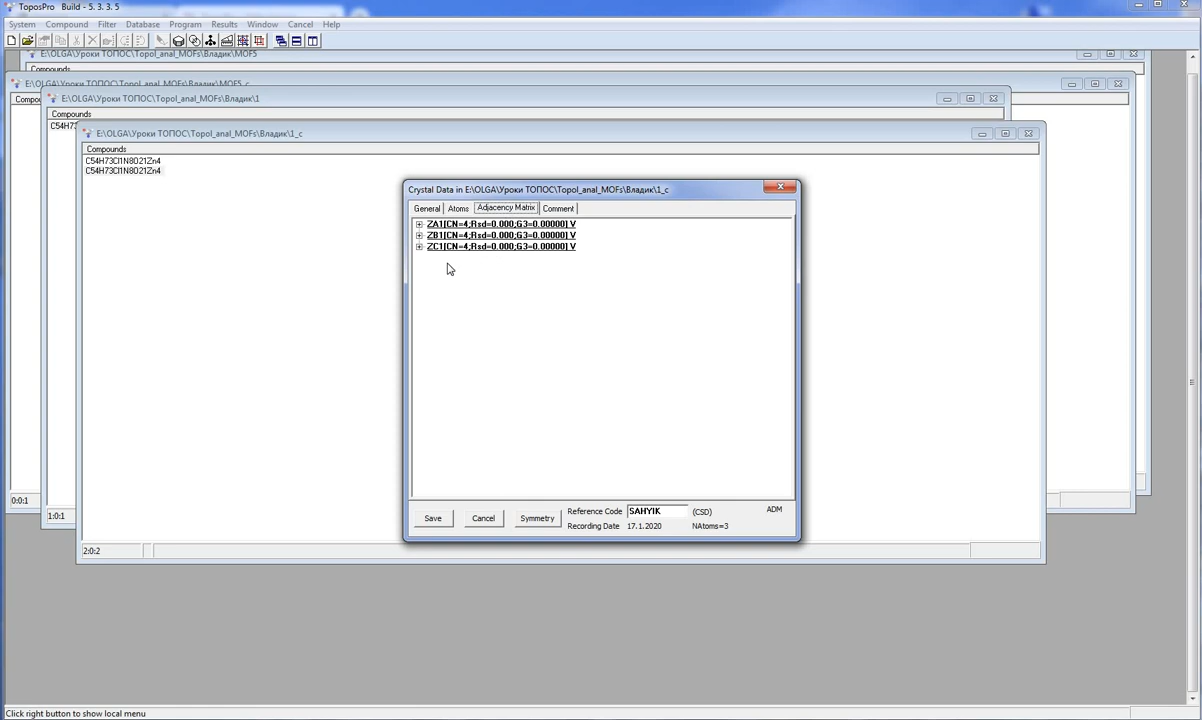 ToposPro Build - 5. 3. 3. 5
System Compound Filter Database Program Results Window Cancel Help
E:\OLGA\Уроки ТОПОС\Topol_anal_MOFs\Владик\MOF5
Compounds
E:\OLGA\Уроки ТОПОС\Topol_anal_MOFs\Владик\MOF5_c
Compou
E:\OLGA\Уроки ТОПОС\Topol_anal_MOFs\Владик\1
Compounds
C54H73
E:\OLGA\Уроки ТОПОС\Topol_anal_MOFs\Владик\1_c
Compounds
C54H73Cl1N8O21Zn4
C54H73Cl1N8O21Zn4
Crystal Data in E:\OLGA\Уроки ТОПОС\Topol_anal_MOFs\Владик\1_c
General Atoms Adjacency Matrix Comment
ZA1[CN=4;Rsd=0.000;G3=0.00000] V
ZB1[CN=4;Rsd=0.000;G3=0.00000] V
ZC1[CN=4;Rsd=0.000;G3=0.00000] V
Save Cancel Symmetry
Reference Code SAHYIK (CSD) ADM
Recording Date 17.1.2020 NAtoms=3
0:0:1
1:0:1
2:0:2
Click right button to show local menu